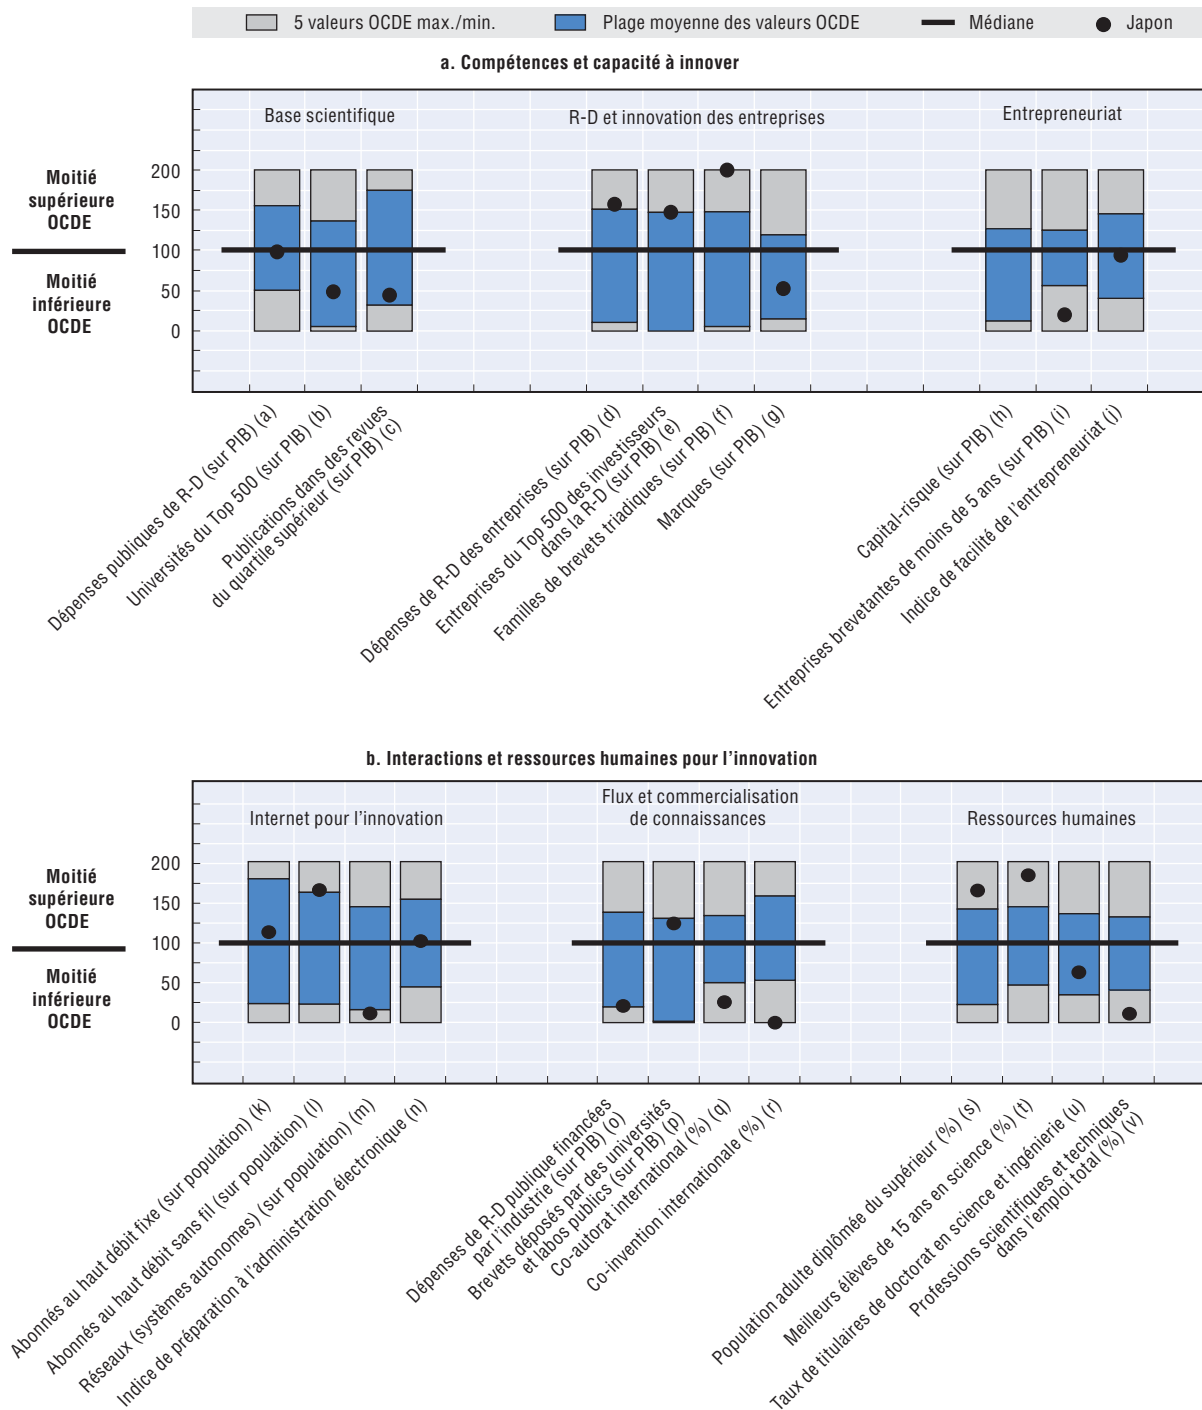 5 valeurs OCDE max./min.
Plage moyenne des valeurs OCDE
Médiane
Japon
a. Compétences et capacité à innover
Base scientifique
R-D et innovation des entreprises
Entrepreneuriat
Moitié
supérieure
OCDE
Moitié
inférieure
OCDE
200
150
100
50
0
Dépenses publiques de R-D (sur PIB) (a)
Universités du Top 500 (sur PIB) (b)
Publications dans des revues
du quartile supérieur (sur PIB) (c)
Dépenses de R-D des entreprises (sur PIB) (d)
Entreprises du Top 500 des investisseurs
dans la R-D (sur PIB) (e)
Familles de brevets triadiques (sur PIB) (f)
Marques (sur PIB) (g)
Capital-risque (sur PIB) (h)
Entreprises brevetantes de moins de 5 ans (sur PIB) (i)
Indice de facilité de l'entrepreneuriat (j)
b. Interactions et ressources humaines pour l'innovation
Internet pour l'innovation
Flux et commercialisation
de connaissances
Ressources humaines
Moitié
supérieure
OCDE
Moitié
inférieure
OCDE
200
150
100
50
0
Abonnés au haut débit fixe (sur population) (k)
Abonnés au haut débit sans fil (sur population) (l)
Réseaux (systèmes autonomes) (sur population) (m)
Indice de préparation à l'administration électronique (n)
Dépenses de R-D publique financées
par l'industrie (sur PIB) (o)
Brevets déposés par des universités
et labos publics (sur PIB) (p)
Co-autorat international (%) (q)
Co-invention internationale (%) (r)
Population adulte diplômée du supérieur (%) (s)
Meilleurs élèves de 15 ans en science (%) (t)
Taux de titulaires de doctorat en science et ingénierie (u)
Professions scientifiques et techniques
dans l'emploi total (%) (v)